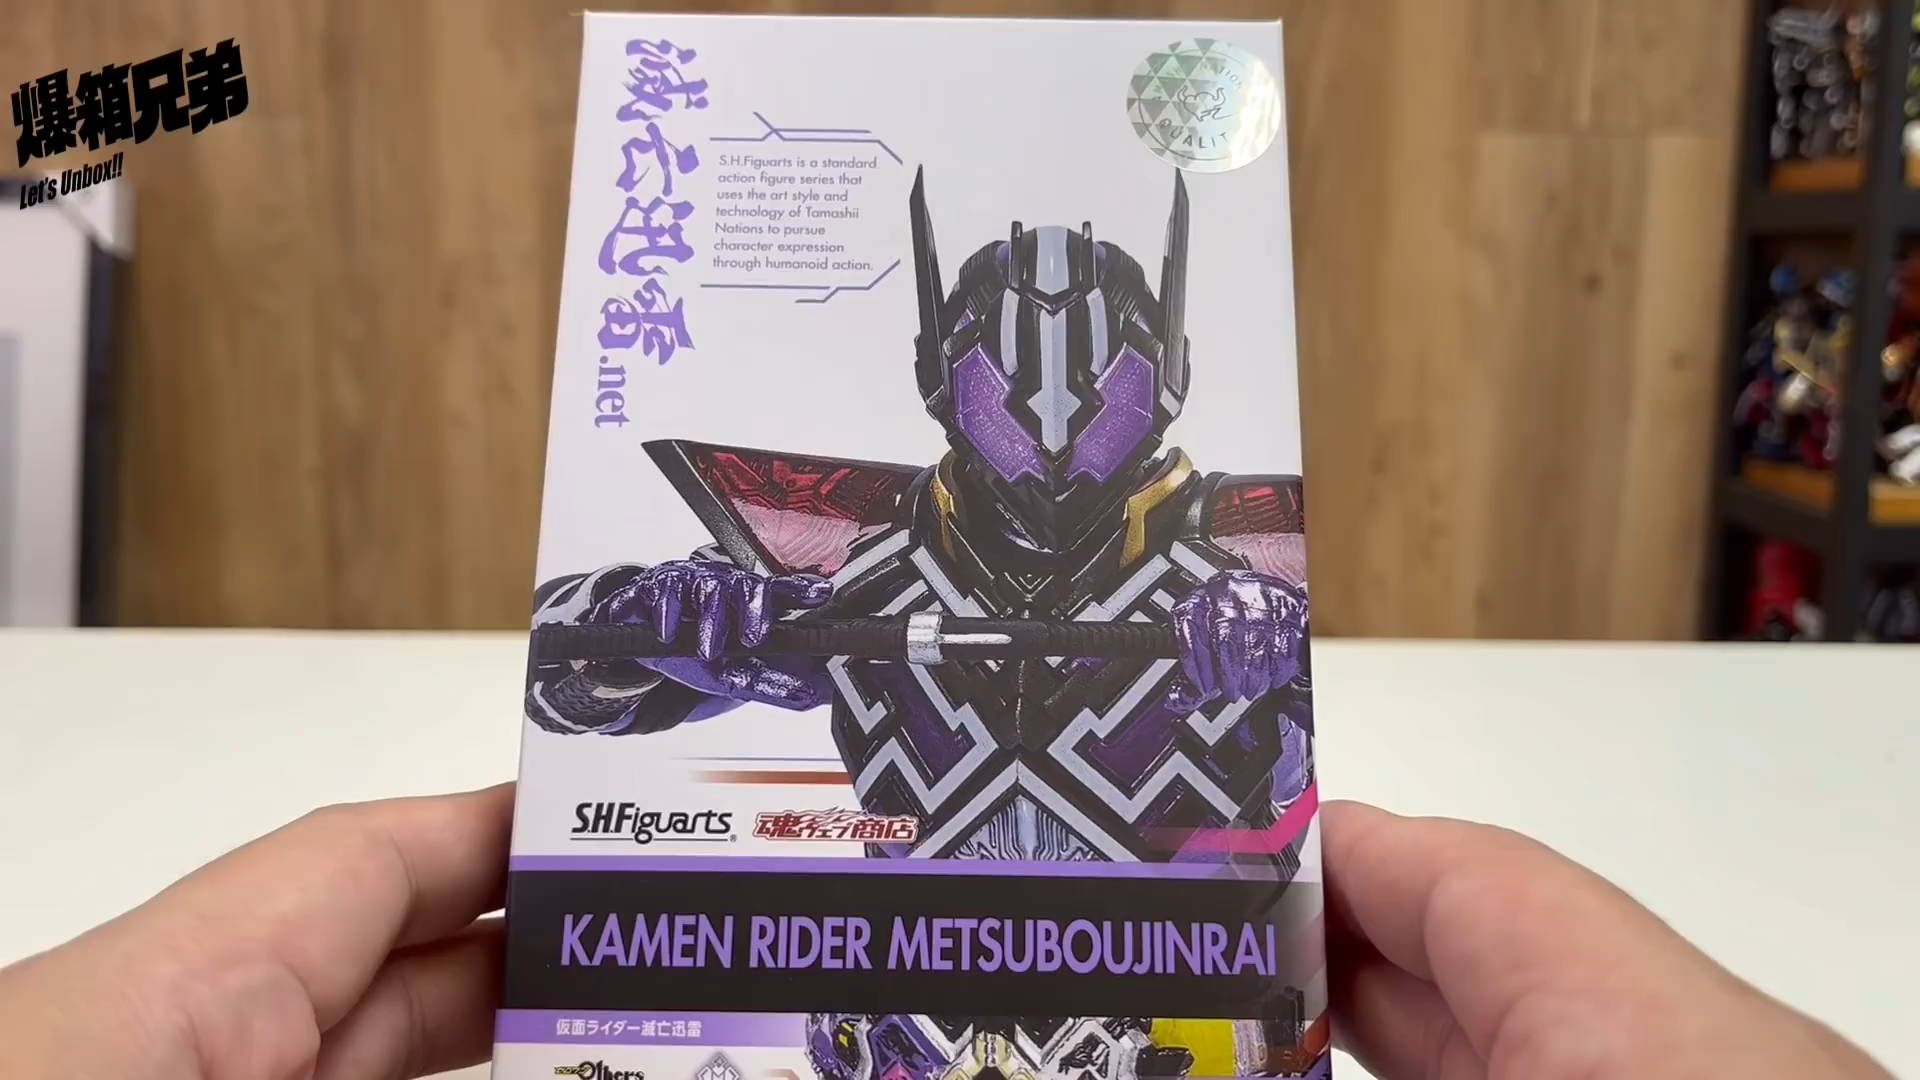 爆箱兄弟
Let's Unbox!!
滅亡迅雷.net
S.H.Figuarts is a standard
action figure series that
uses the art style and
technology of Tamashii
Nations to pursue
character expression
through humanoid action.
QUALIT
S.H.Figuarts
魂ウェブ商店
KAMEN RIDER METSUBOUJINRAI
仮面ライダー滅亡迅雷
Others